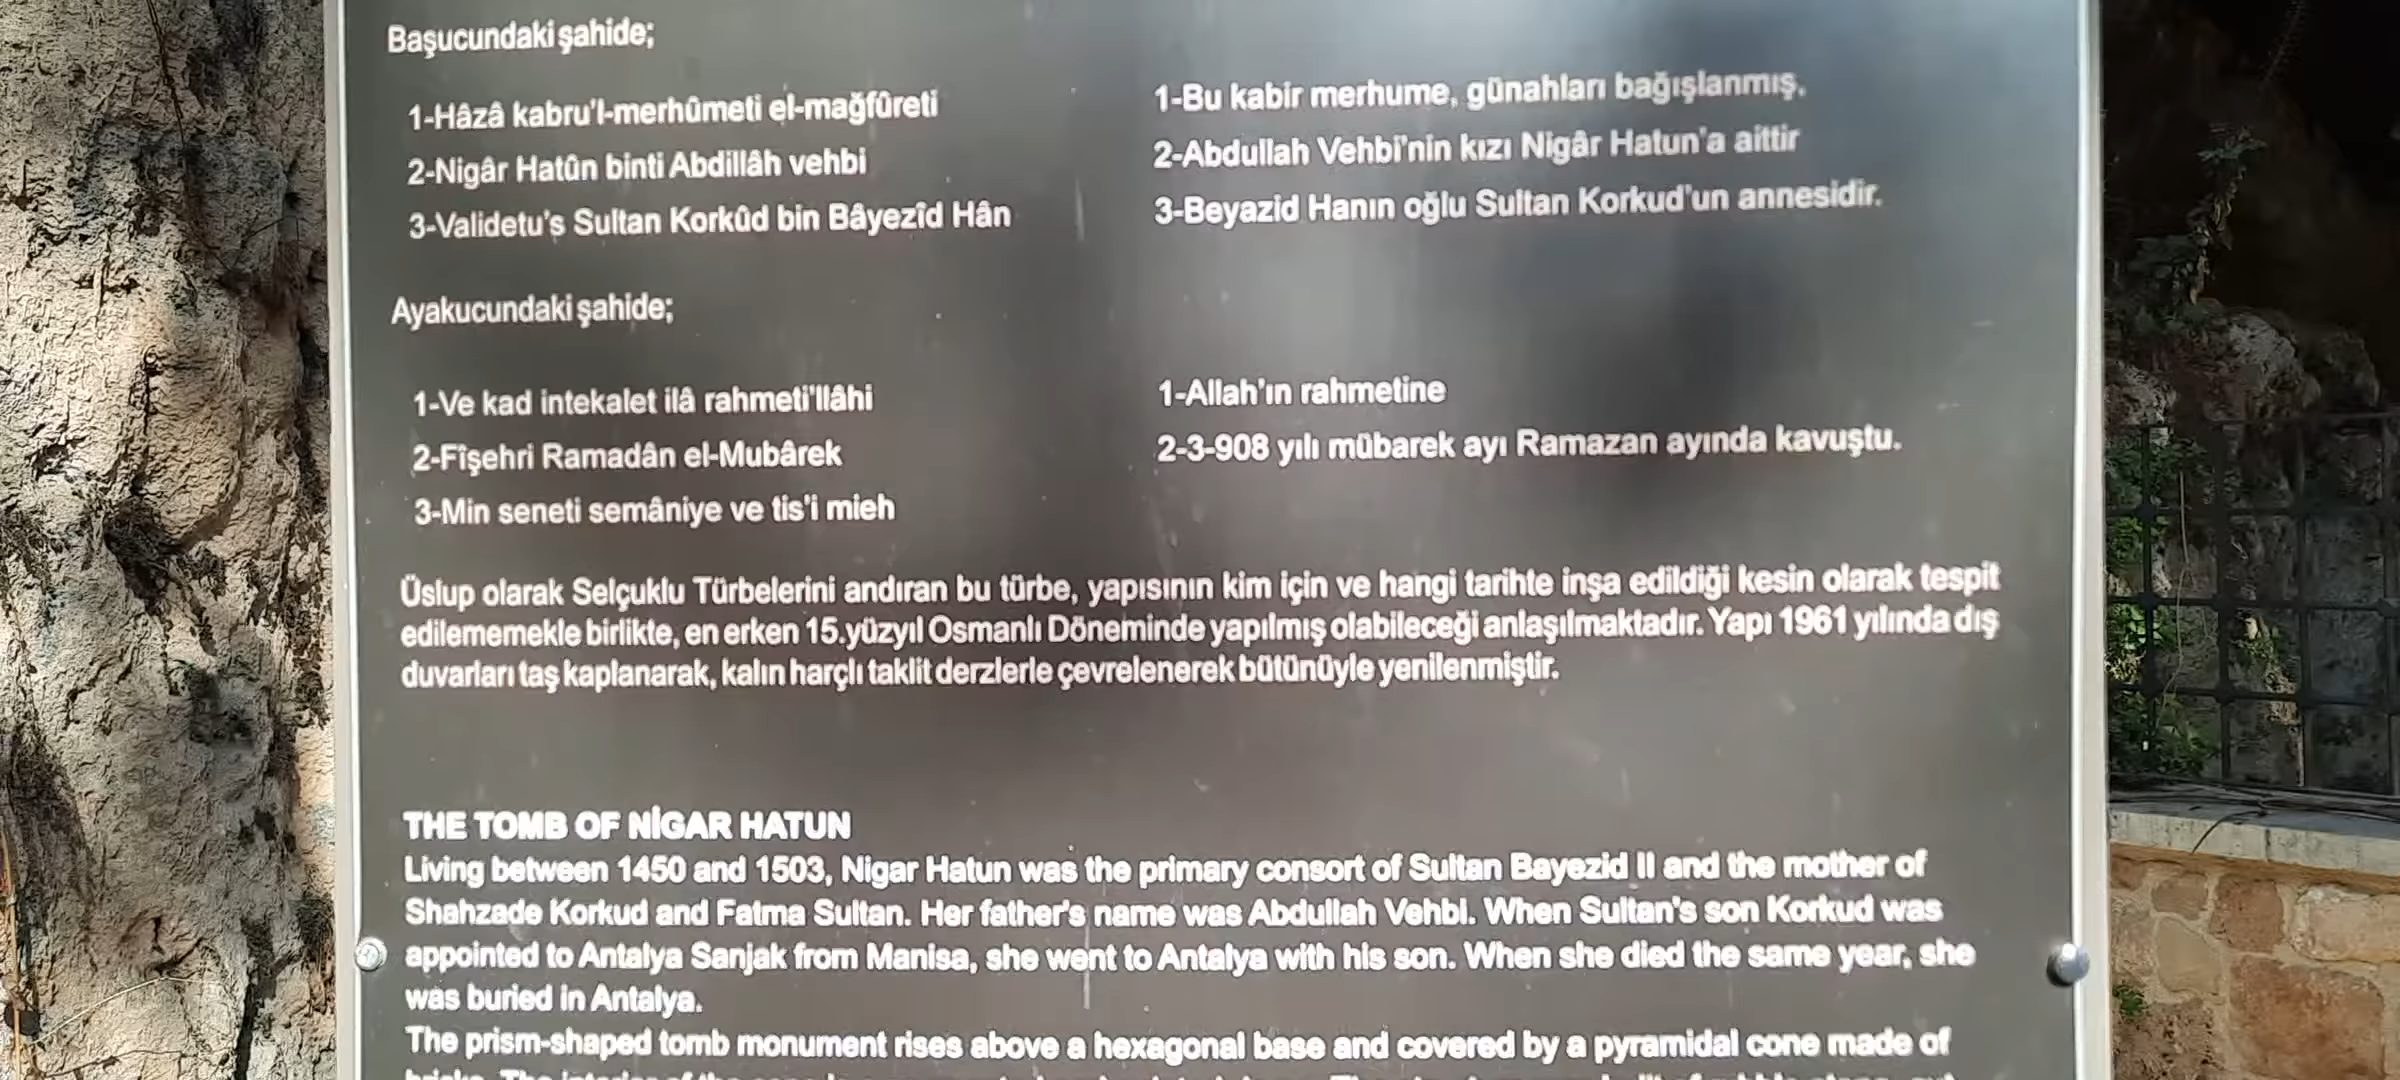 Başucundaki şahide;
1-Hâzâ kabru'l-merhûmeti el-mağfûreti
2-Nigâr Hatûn binti Abdillâh vehbi
3-Validetu's Sultan Korkûd bin Bâyezîd Hân
1-Bu kabir merhume, günahları bağışlanmış,
2-Abdullah Vehbi'nin kızı Nigâr Hatun'a aittir
3-Beyazid Hanın oğlu Sultan Korkud'un annesidir.
Ayakucundaki şahide;
1-Ve kad intekalet ilâ rahmeti'llâhi
2-Fîşehri Ramadân el-Mubârek
3-Min seneti semâniye ve tis'i mieh
1-Allah'ın rahmetine
2-3-908 yılı mübarek ayı Ramazan ayında kavuştu.
Üslup olarak Selçuklu Türbelerini andıran bu türbe, yapısının kim için ve hangi tarihte inşa edildiği kesin olarak tespit
edilememekle birlikte, en erken 15.yüzyıl Osmanlı Döneminde yapılmış olabileceği anlaşılmaktadır. Yapı 1961 yılında dış
duvarları taş kaplanarak, kalın harçlı taklit derzlerle çevrelenerek bütünüyle yenilenmiştir.
THE TOMB OF NİGAR HATUN
Living between 1450 and 1503, Nigar Hatun was the primary consort of Sultan Bayezid II and the mother of
Shahzade Korkud and Fatma Sultan. Her father's name was Abdullah Vehbi. When Sultan's son Korkud was
appointed to Antalya Sanjak from Manisa, she went to Antalya with his son. When she died the same year, she
was buried in Antalya.
The prism-shaped tomb monument rises above a hexagonal base and covered by a pyramidal cone made of